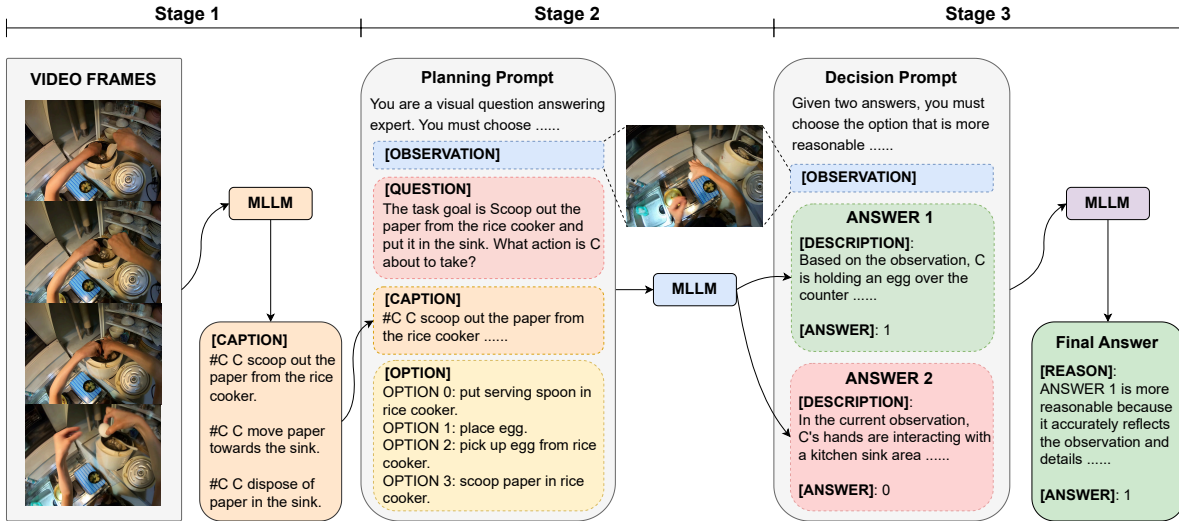 Stage 1
Stage 2
Stage 3
VIDEO FRAMES
MLLM
[CAPTION]
#C C scoop out the
paper from the rice
cooker.
#C C move paper
towards the sink.
#C C dispose of
paper in the sink.
Planning Prompt
You are a visual question answering
expert. You must choose ......
[OBSERVATION]
[QUESTION]
The task goal is Scoop out the
paper from the rice cooker and
put it in the sink. What action is C
about to take?
[CAPTION]
#C C scoop out the paper from
the rice cooker ......
[OPTION]
OPTION 0: put serving spoon in
rice cooker.
OPTION 1: place egg.
OPTION 2: pick up egg from rice
cooker.
OPTION 3: scoop paper in rice
cooker.
MLLM
Decision Prompt
Given two answers, you must
choose the option that is more
reasonable ......
[OBSERVATION]
ANSWER 1
[DESCRIPTION]:
Based on the observation, C
is holding an egg over the
counter ......
[ANSWER]: 1
ANSWER 2
[DESCRIPTION]:
In the current observation,
C's hands are interacting with
a kitchen sink area ......
[ANSWER]: 0
MLLM
Final Answer
[REASON]:
ANSWER 1 is more
reasonable because
it accurately reflects
the observation and
details ......
[ANSWER]: 1